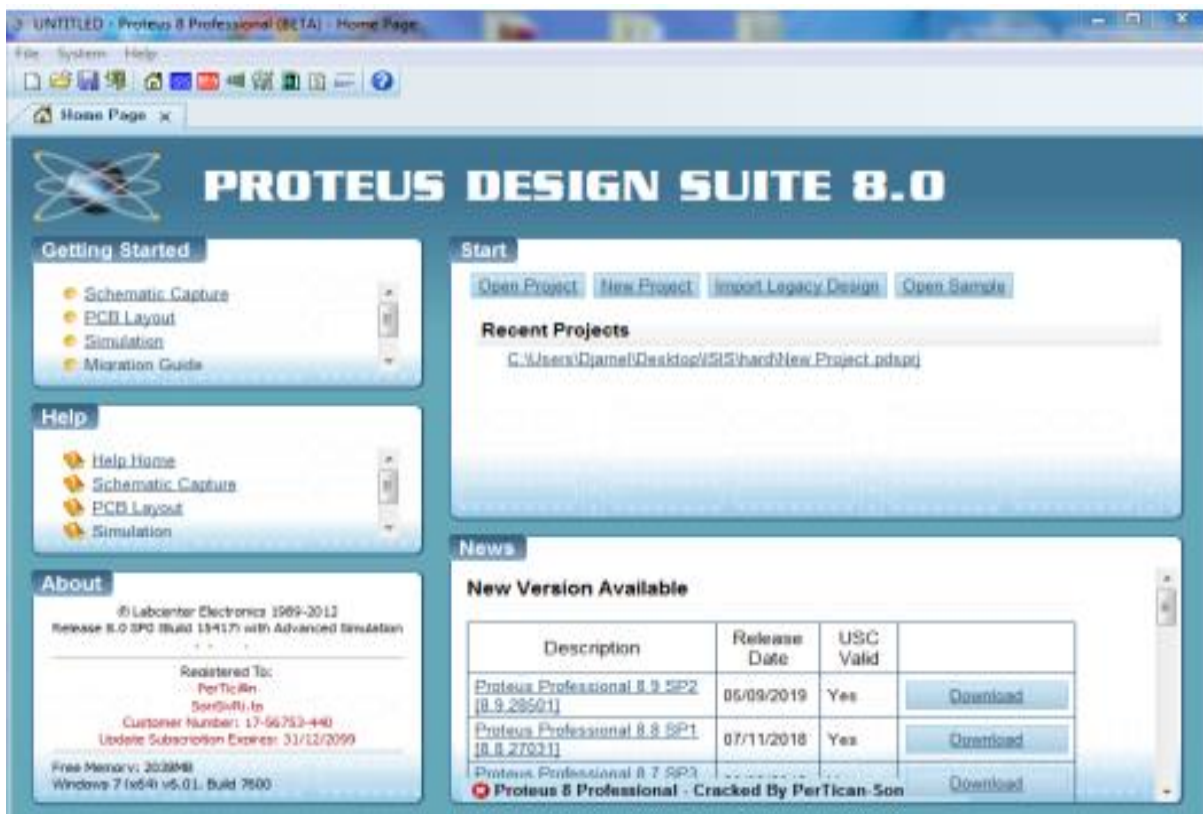 UNTITLED - Proteus 8 Professional (BETA) - Home Page
File System Help
Home Page
PROTEUS DESIGN SUITE 8.0
Getting Started
Schematic Capture
PCB Layout
Simulation
Migration Guide
Help
Help Home
Schematic Capture
PCB Layout
Simulation
About
© Labcenter Electronics 1989-2012
Release 8.0 SP0 (Build 15417) with Advanced Simulation
Registered To:
Customer Number: 17-56753-440
Update Subscription Expires: 31/12/2099
Free Memory: 2038MB
Windows 7 (x64) v6.01, Build 7600
Start
Open Project New Project Import Legacy Design Open Sample
Recent Projects
C:\Users\Djamel\Desktop\ISIS\hard\New Project.pdsprj
News
New Version Available
Description Release Date USC Valid
Proteus Professional 8.9 SP2 [8.9.28501] 05/09/2019 Yes Download
Proteus Professional 8.8 SP1 [8.8.27031] 07/11/2018 Yes Download
Proteus Professional 8.7 SP3 Download
Proteus 8 Professional - Cracked By PerTican-Son